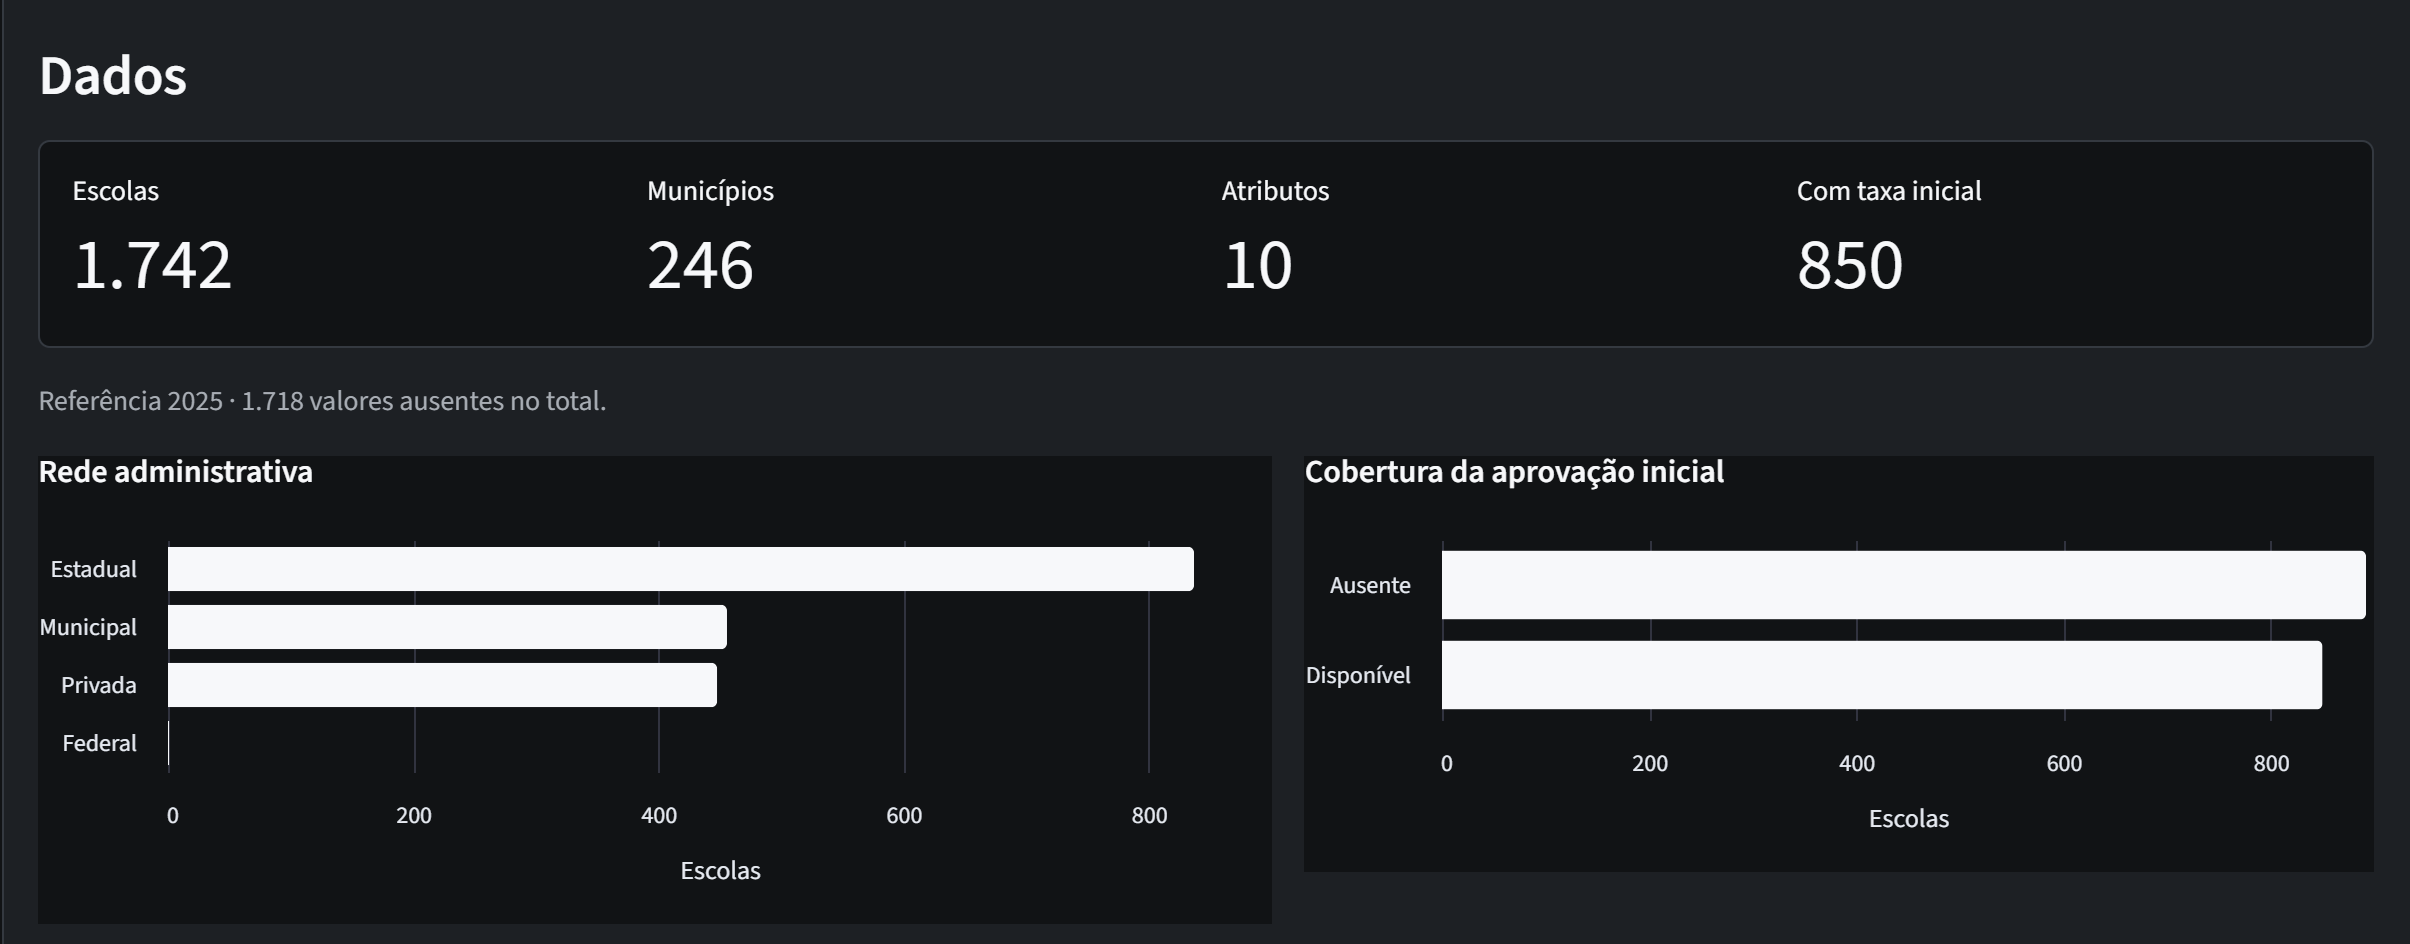 Dados
Escolas
Municípios
Atributos
Com taxa inicial
1.742
246
10
850
Referência 2025 · 1.718 valores ausentes no total.
Rede administrativa
Estadual
Municipal
Privada
Federal
0 200 400 600 800
Escolas
Cobertura da aprovação inicial
Ausente
Disponível
0 200 400 600 800
Escolas